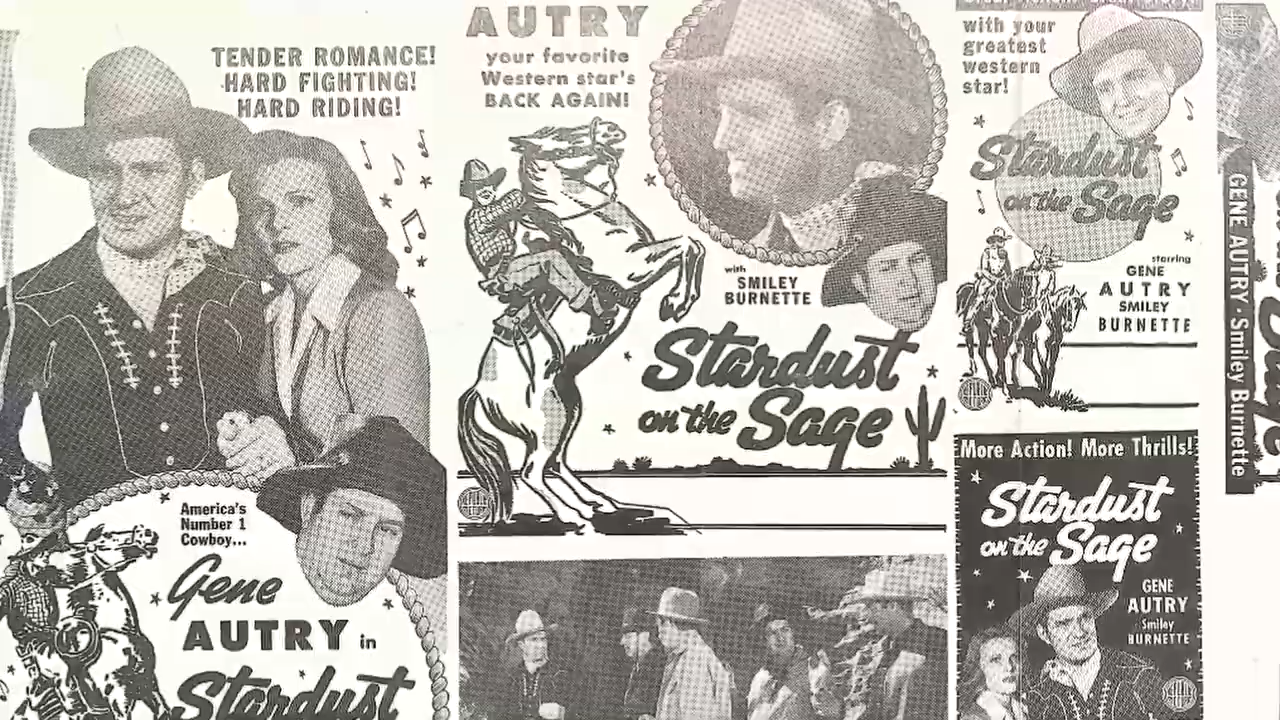 TENDER ROMANCE!
HARD FIGHTING!
HARD RIDING!
America's
Number 1
Cowboy...
Gene
AUTRY in
Stardust
AUTRY
your favorite
Western star's
BACK AGAIN!
with
SMILEY
BURNETTE
Stardust
on the Sage
with your
greatest
western
star!
Stardust
on the Sage
starring
GENE
AUTRY
SMILEY
BURNETTE
More Action! More Thrills!
Stardust
on the Sage
GENE
AUTRY
Smiley
BURNETTE
GENE AUTRY · Smiley Burnette